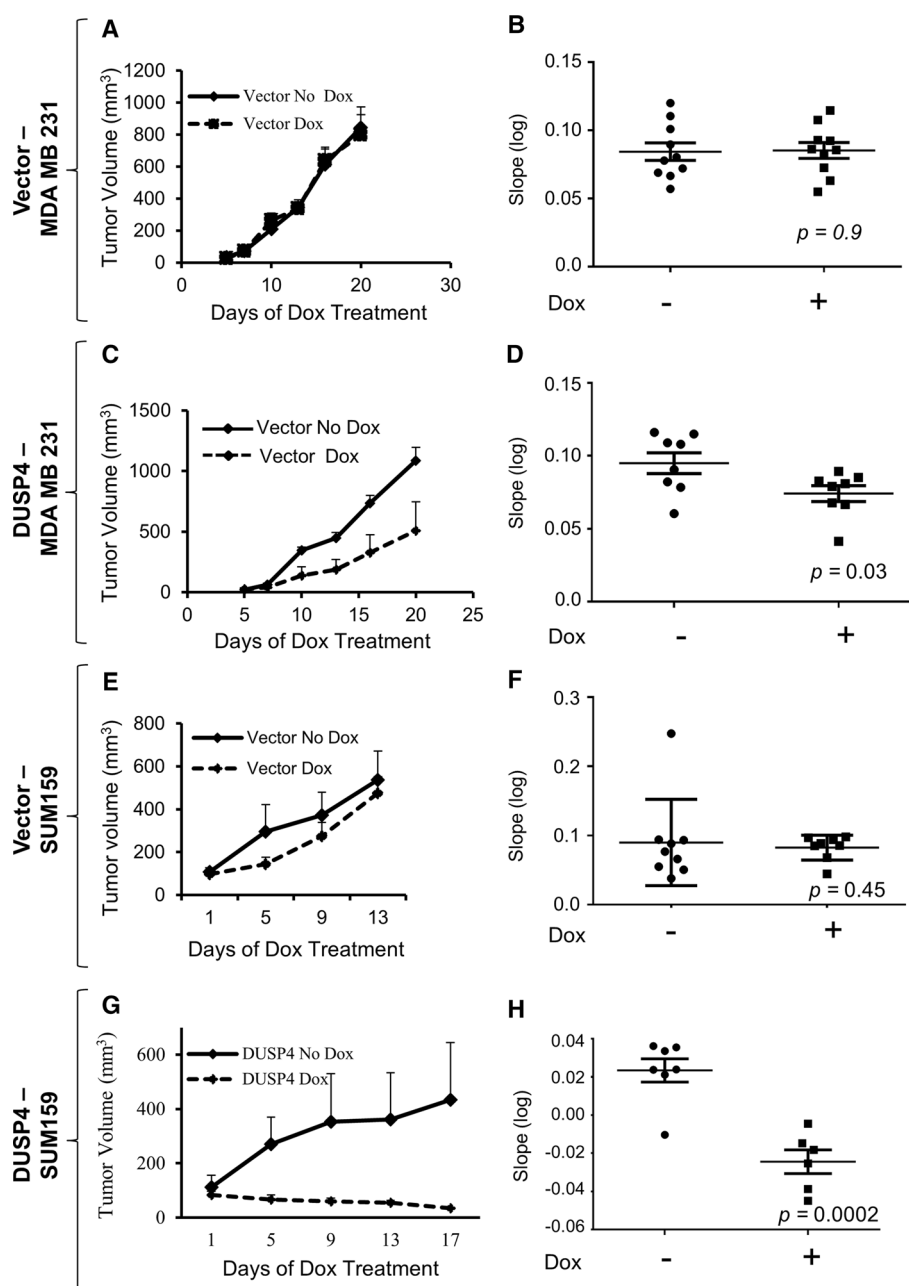 Vector –
MDA MB 231
A
Tumor Volume (mm3)
1200
1000
800
600
400
200
0
Vector No Dox
Vector Dox
0 10 20 30
Days of Dox Treatment
B
Slope (log)
0.15
0.10
0.05
0.0
p = 0.9
Dox - +
DUSP4 –
MDA MB 231
C
Tumor Volume (mm3)
1500
1000
500
0
Vector No Dox
Vector Dox
0 5 10 15 20 25
Days of Dox Treatment
D
Slope (log)
0.15
0.10
0.05
0.0
p = 0.03
Dox - +
Vector –
SUM159
E
Tumor volume (mm3)
800
600
400
200
0
Vector No Dox
Vector Dox
1 5 9 13
Days of Dox Treatment
F
Slope (log)
0.3
0.2
0.1
0.0
p = 0.45
Dox - +
DUSP4 –
SUM159
G
Tumor Volume (mm3)
600
400
200
0
DUSP4 No Dox
DUSP4 Dox
1 5 9 13 17
Days of Dox Treatment
H
Slope (log)
0.04
0.02
0.00
-0.02
-0.04
-0.06
p = 0.0002
Dox - +